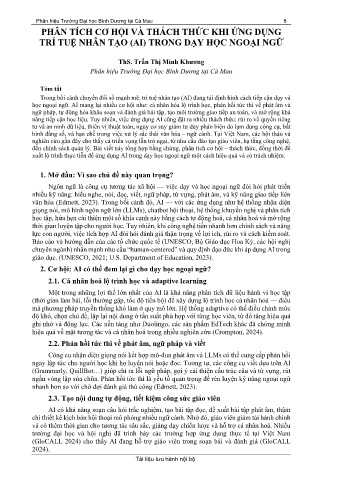 Phân hiệu Trường Đại học Bình Dương tại Cà Mau 8
PHÂN TÍCH CƠ HỘI VÀ THÁCH THỨC KHI ỨNG DỤNG
TRÍ TUỆ NHÂN TẠO (AI) TRONG DẠY HỌC NGOẠI NGỮ
ThS. Trần Thị Minh Khương
Phân hiệu Trường Đại học Bình Dương tại Cà Mau
Tóm tắt
Trong bối cảnh chuyển đổi số mạnh mẽ, trí tuệ nhân tạo (AI) đang tái định hình cách tiếp cận dạy và
học ngoại ngữ. AI mang lại nhiều cơ hội như: cá nhân hóa lộ trình học, phản hồi tức thì về phát âm và
ngữ pháp, tự động hóa khâu soạn và đánh giá bài tập, tạo môi trường giao tiếp an toàn, và mở rộng khả
năng tiếp cận học liệu. Tuy nhiên, việc ứng dụng AI cũng đặt ra nhiều thách thức: rủi ro về quyền riêng
tư và an ninh dữ liệu, thiên vị thuật toán, nguy cơ suy giảm tư duy phản biện do lạm dụng công cụ, bất
bình đẳng số, và hạn chế trong việc xử lý sắc thái văn hóa – ngữ cảnh. Tại Việt Nam, các hội thảo và
nghiên cứu gần đây cho thấy cả triển vọng lẫn trở ngại, từ nhu cầu đào tạo giáo viên, hạ tầng công nghệ,
đến chính sách quản lý. Bài viết này tổng hợp bằng chứng, phân tích cơ hội – thách thức, đồng thời đề
xuất lộ trình thực tiễn để ứng dụng AI trong dạy học ngoại ngữ một cách hiệu quả và có trách nhiệm.
1. Mở đầu: Vì sao chủ đề này quan trọng?
Ngôn ngữ là công cụ tương tác xã hội — việc dạy và học ngoại ngữ đòi hỏi phát triển
nhiều kỹ năng: hiểu nghe, nói, đọc, viết, ngữ pháp, từ vựng, phát âm, và kỹ năng giao tiếp liên
văn hóa (Edmett, 2023). Trong bối cảnh đó, AI — với các ứng dụng như hệ thống nhận diện
giọng nói, mô hình ngôn ngữ lớn (LLMs), chatbot hội thoại, hệ thống khuyến nghị và phân tích
học tập, hứa hẹn cải thiện một số khía cạnh này bằng cách tự động hoá, cá nhân hoá và mở rộng
thời gian luyện tập cho người học. Tuy nhiên, khi công nghệ tiến nhanh hơn chính sách và năng
lực con người, việc tích hợp AI đòi hỏi đánh giá thận trọng về lợi ích, rủi ro và cách kiểm soát.
Báo cáo và hướng dẫn của các tổ chức quốc tế (UNESCO, Bộ Giáo dục Hoa Kỳ, các hội nghị
chuyên ngành) nhấn mạnh nhu cầu "human-centered" và quy định đạo đức khi áp dụng AI trong
giáo dục. (UNESCO, 2021; U.S. Department of Education, 2023).
2. Cơ hội: AI có thể đem lại gì cho dạy học ngoại ngữ?
2.1. Cá nhân hoá lộ trình học và adaptive learning
Một trong những lợi thế lớn nhất của AI là khả năng phân tích dữ liệu hành vi học tập
(thời gian làm bài, lỗi thường gặp, tốc độ tiến bộ) để xây dựng lộ trình học cá nhân hoá — điều
mà phương pháp truyền thống khó làm ở quy mô lớn. Hệ thống adaptive có thể điều chỉnh mức
độ khó, chọn chủ đề, lặp lại nội dung ở tần suất phù hợp với từng học viên, từ đó tăng hiệu quả
ghi nhớ và động lực. Các nền tảng như Duolingo, các sản phẩm EdTech khác đã chứng minh
hiệu quả về mặt tương tác và cá nhân hoá trong nhiều nghiên cứu (Crompton, 2024).
2.2. Phản hồi tức thì về phát âm, ngữ pháp và viết
Công cụ nhận diện giọng nói kết hợp mô-đun phát âm và LLMs có thể cung cấp phản hồi
ngay lập tức cho người học khi họ luyện nói hoặc đọc. Tương tự, các công cụ viết dựa trên AI
(Grammarly, QuillBot…) giúp chỉ ra lỗi ngữ pháp, gợi ý cải thiện cấu trúc câu và từ vựng, rút
ngắn vòng lặp sửa chữa. Phản hồi tức thì là yếu tố quan trọng để rèn luyện kỹ năng ngoại ngữ
nhanh hơn so với chờ đợi đánh giá thủ công (Edmett, 2023).
2.3. Tạo nội dung tự động, tiết kiệm công sức giáo viên
AI có khả năng soạn câu hỏi trắc nghiệm, tạo bài tập đọc, đề xuất bài tập phát âm, thậm
chí thiết kế kịch bản hội thoại mô phỏng nhiều ngữ cảnh. Nhờ đó, giáo viên giảm tải hành chính
và có thêm thời gian cho tương tác sâu sắc, giảng dạy chiến lược và hỗ trợ cá nhân hoá. Nhiều
trường đại học và hội nghị đã trình bày các trường hợp ứng dụng thực tế tại Việt Nam
(GloCALL 2024) cho thấy AI đang hỗ trợ giáo viên trong soạn bài và đánh giá (GloCALL
2024).
Tài liệu lưu hành nội bộ